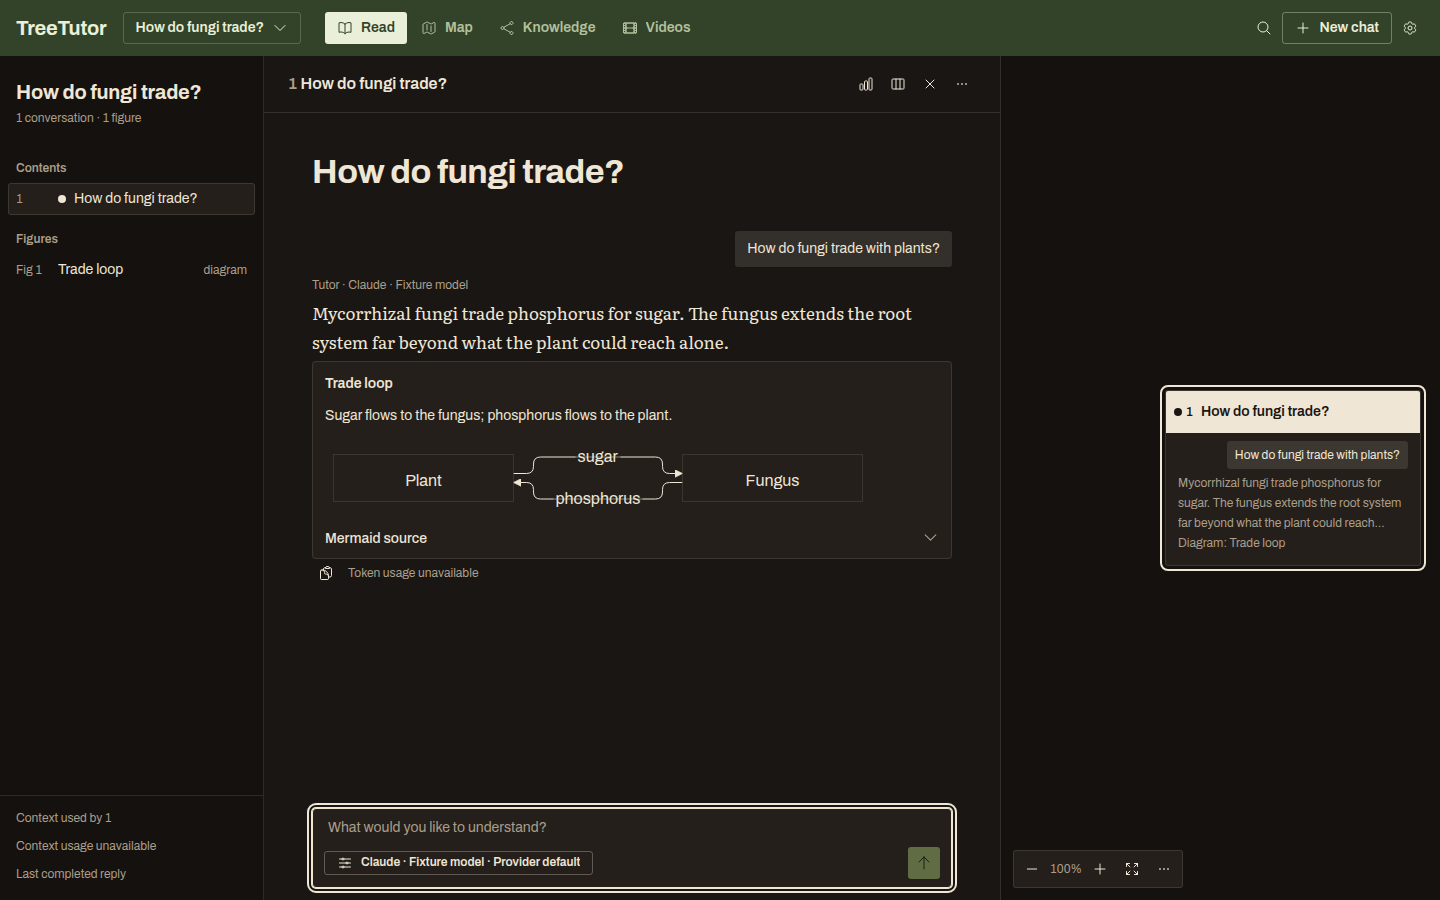 TreeTutor
How do fungi trade?
Read
Map
Knowledge
Videos
New chat
How do fungi trade?
1 conversation · 1 figure
Contents
1 How do fungi trade?
Figures
Fig 1 Trade loop diagram
Context used by 1
Context usage unavailable
Last completed reply
1 How do fungi trade?
How do fungi trade?
How do fungi trade with plants?
Tutor · Claude · Fixture model
Mycorrhizal fungi trade phosphorus for sugar. The fungus extends the root
system far beyond what the plant could reach alone.
Trade loop
Sugar flows to the fungus; phosphorus flows to the plant.
sugar
Plant
Fungus
phosphorus
Mermaid source
Token usage unavailable
What would you like to understand?
Claude · Fixture model · Provider default
1 How do fungi trade?
How do fungi trade with plants?
Mycorrhizal fungi trade phosphorus for
sugar. The fungus extends the root system
far beyond what the plant could reach...
Diagram: Trade loop
100%